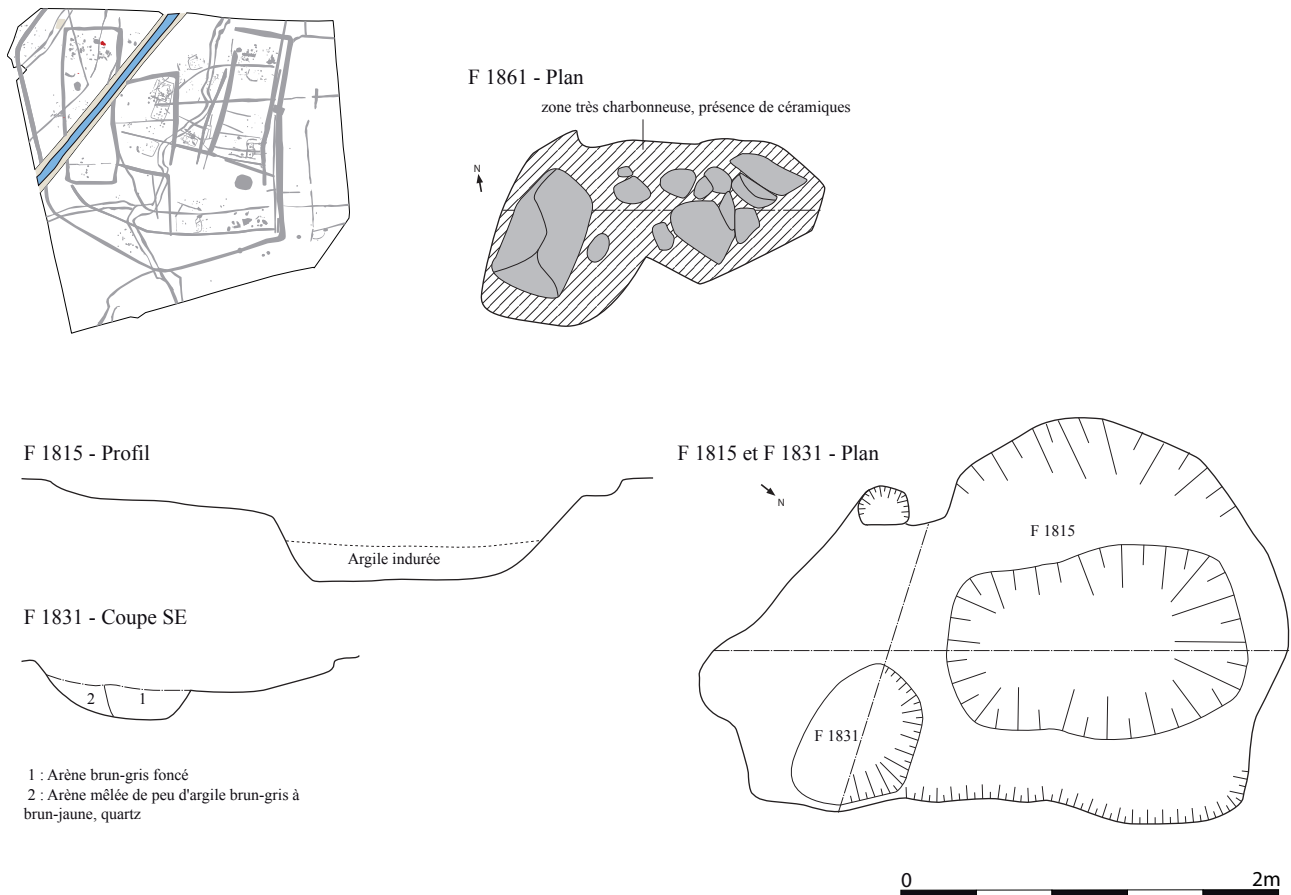 F 1861 - Plan
zone très charbonneuse, présence de céramiques
N
F 1815 - Profil
Argile indurée
F 1831 - Coupe SE
2
1
1 : Arène brun-gris foncé
2 : Arène mêlée de peu d'argile brun-gris à
brun-jaune, quartz
F 1815 et F 1831 - Plan
N
F 1815
F 1831
0
2m